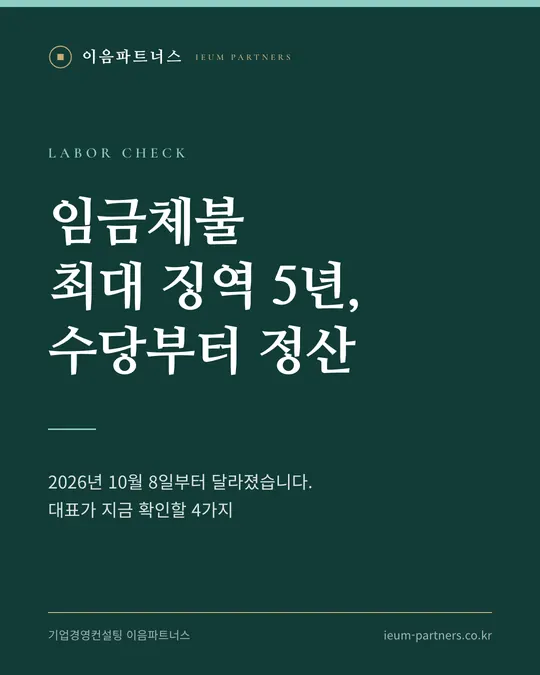 이음파트너스 IEUM PARTNERS
LABOR CHECK
임금체불
최대 징역 5년,
수당부터 정산
2026년 10월 8일부터 달라졌습니다.
대표가 지금 확인할 4가지
기업경영컨설팅 이음파트너스
ieum-partners.co.kr